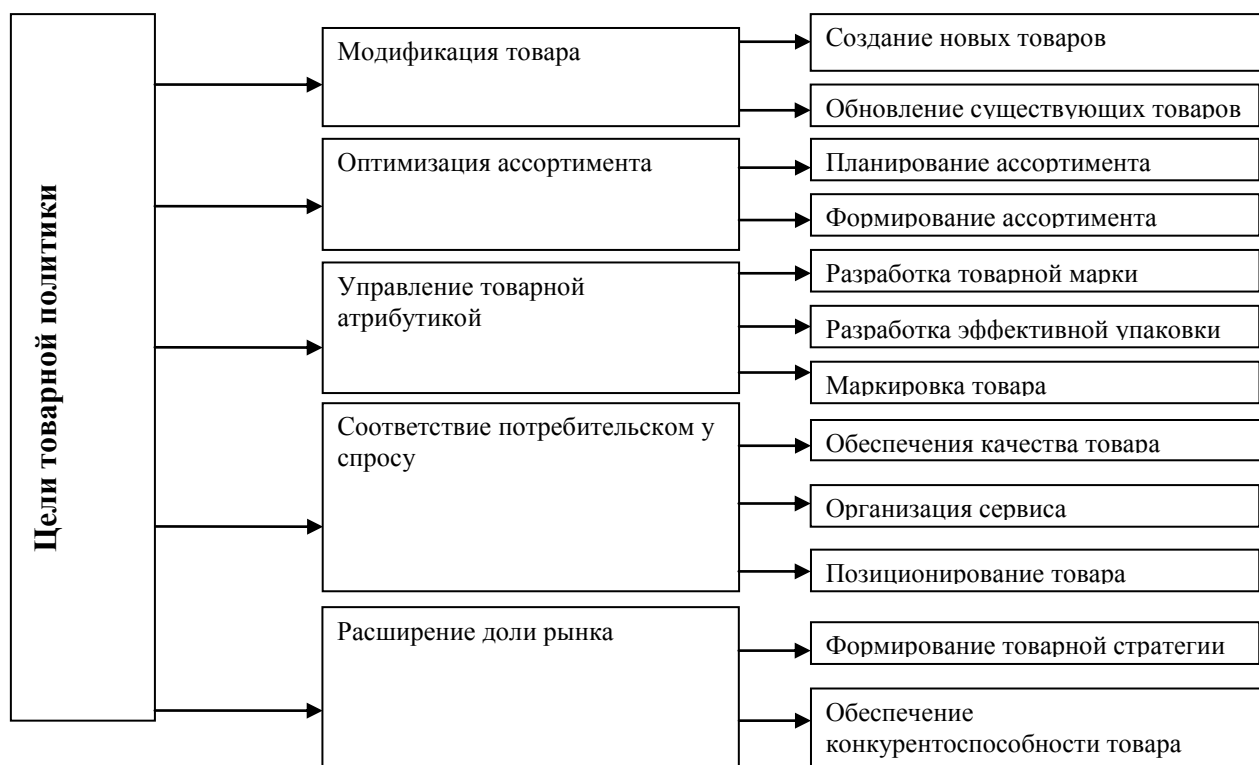 Цели товарной политики
Модификация товара
Создание новых товаров
Обновление существующих товаров
Оптимизация ассортимента
Планирование ассортимента
Формирование ассортимента
Управление товарной
атрибутикой
Разработка товарной марки
Разработка эффективной упаковки
Маркировка товара
Соответствие потребительском у
спросу
Обеспечения качества товара
Организация сервиса
Позиционирование товара
Расширение доли рынка
Формирование товарной стратегии
Обеспечение
конкурентоспособности товара